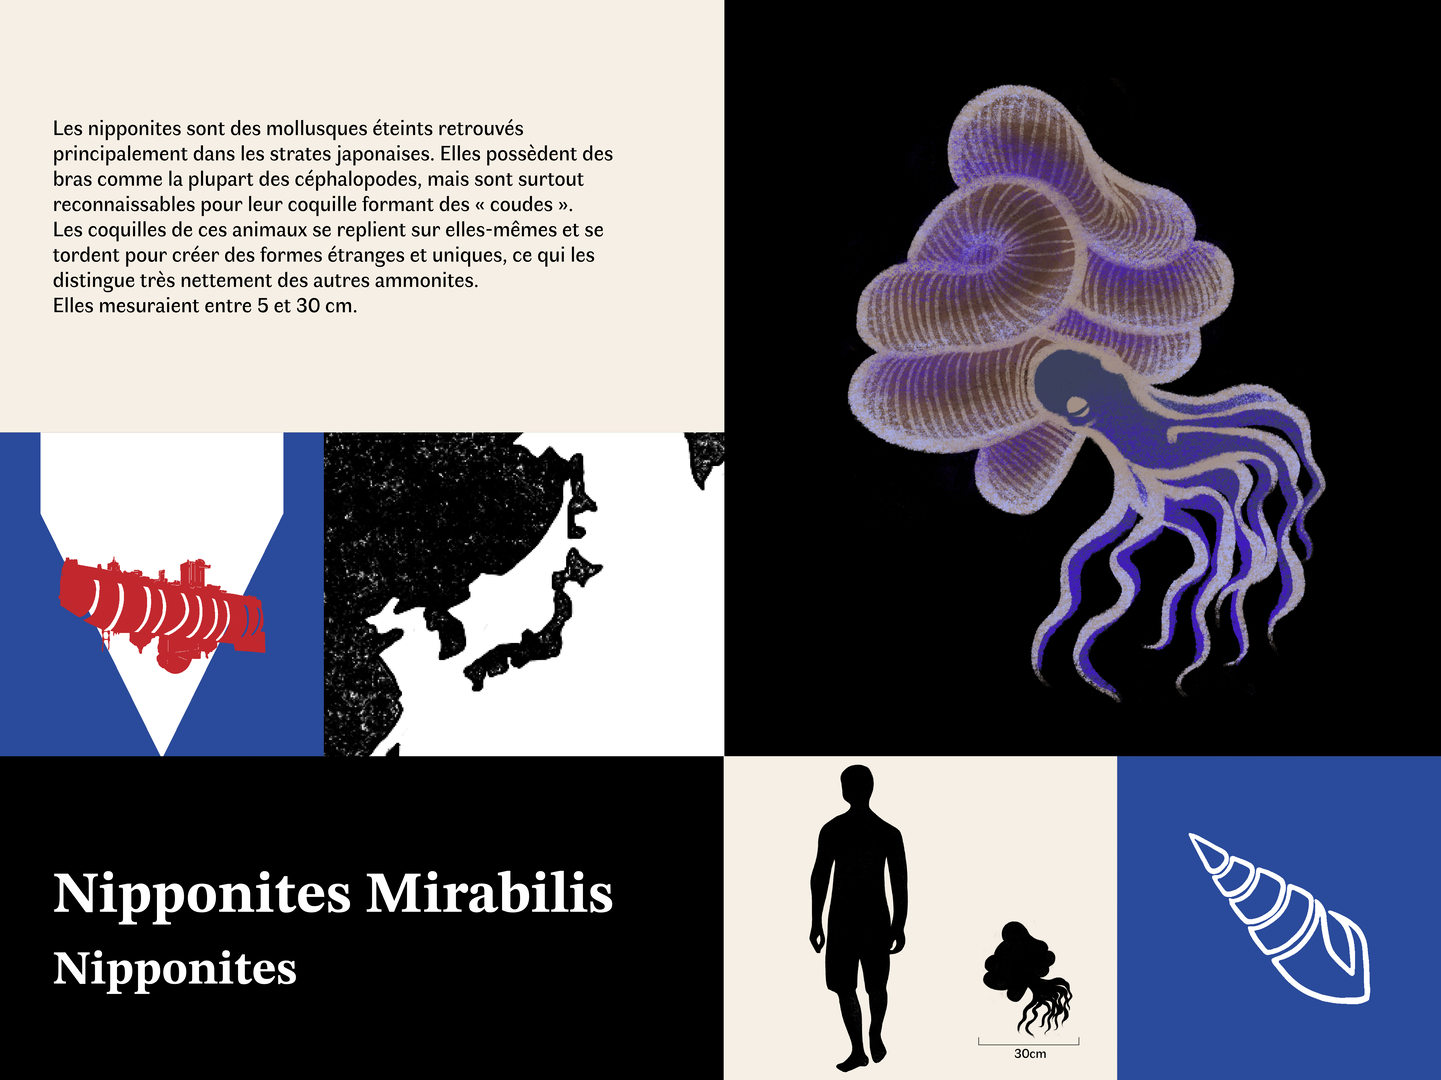 Les nipponites sont des mollusques éteints retrouvés
principalement dans les strates japonaises. Elles possèdent des
bras comme la plupart des céphalopodes, mais sont surtout
reconnaissables pour leur coquille formant des « coudes ».
Les coquilles de ces animaux se replient sur elles-mêmes et se
tordent pour créer des formes étranges et uniques, ce qui les
distingue très nettement des autres ammonites.
Elles mesuraient entre 5 et 30 cm.
Nipponites Mirabilis
Nipponites
30cm